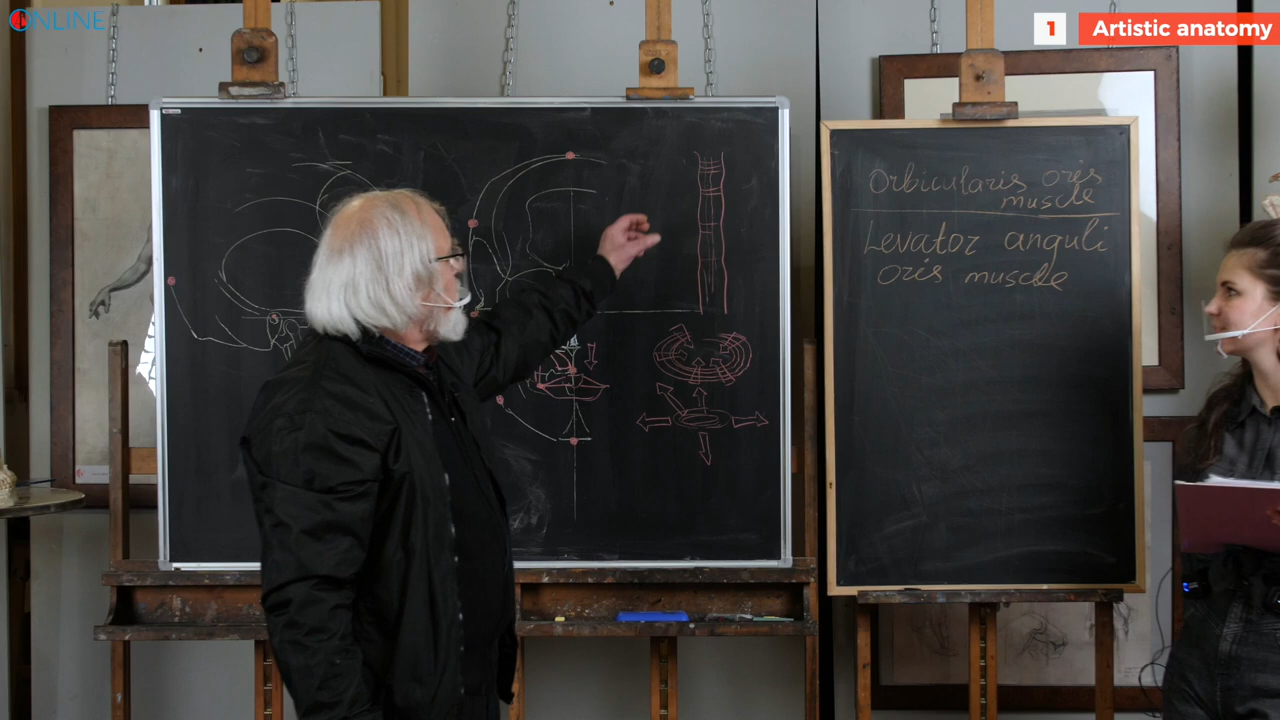 ONLINE
1 Artistic anatomy
Orbicularis oris
muscle
Levator anguli
oris muscle